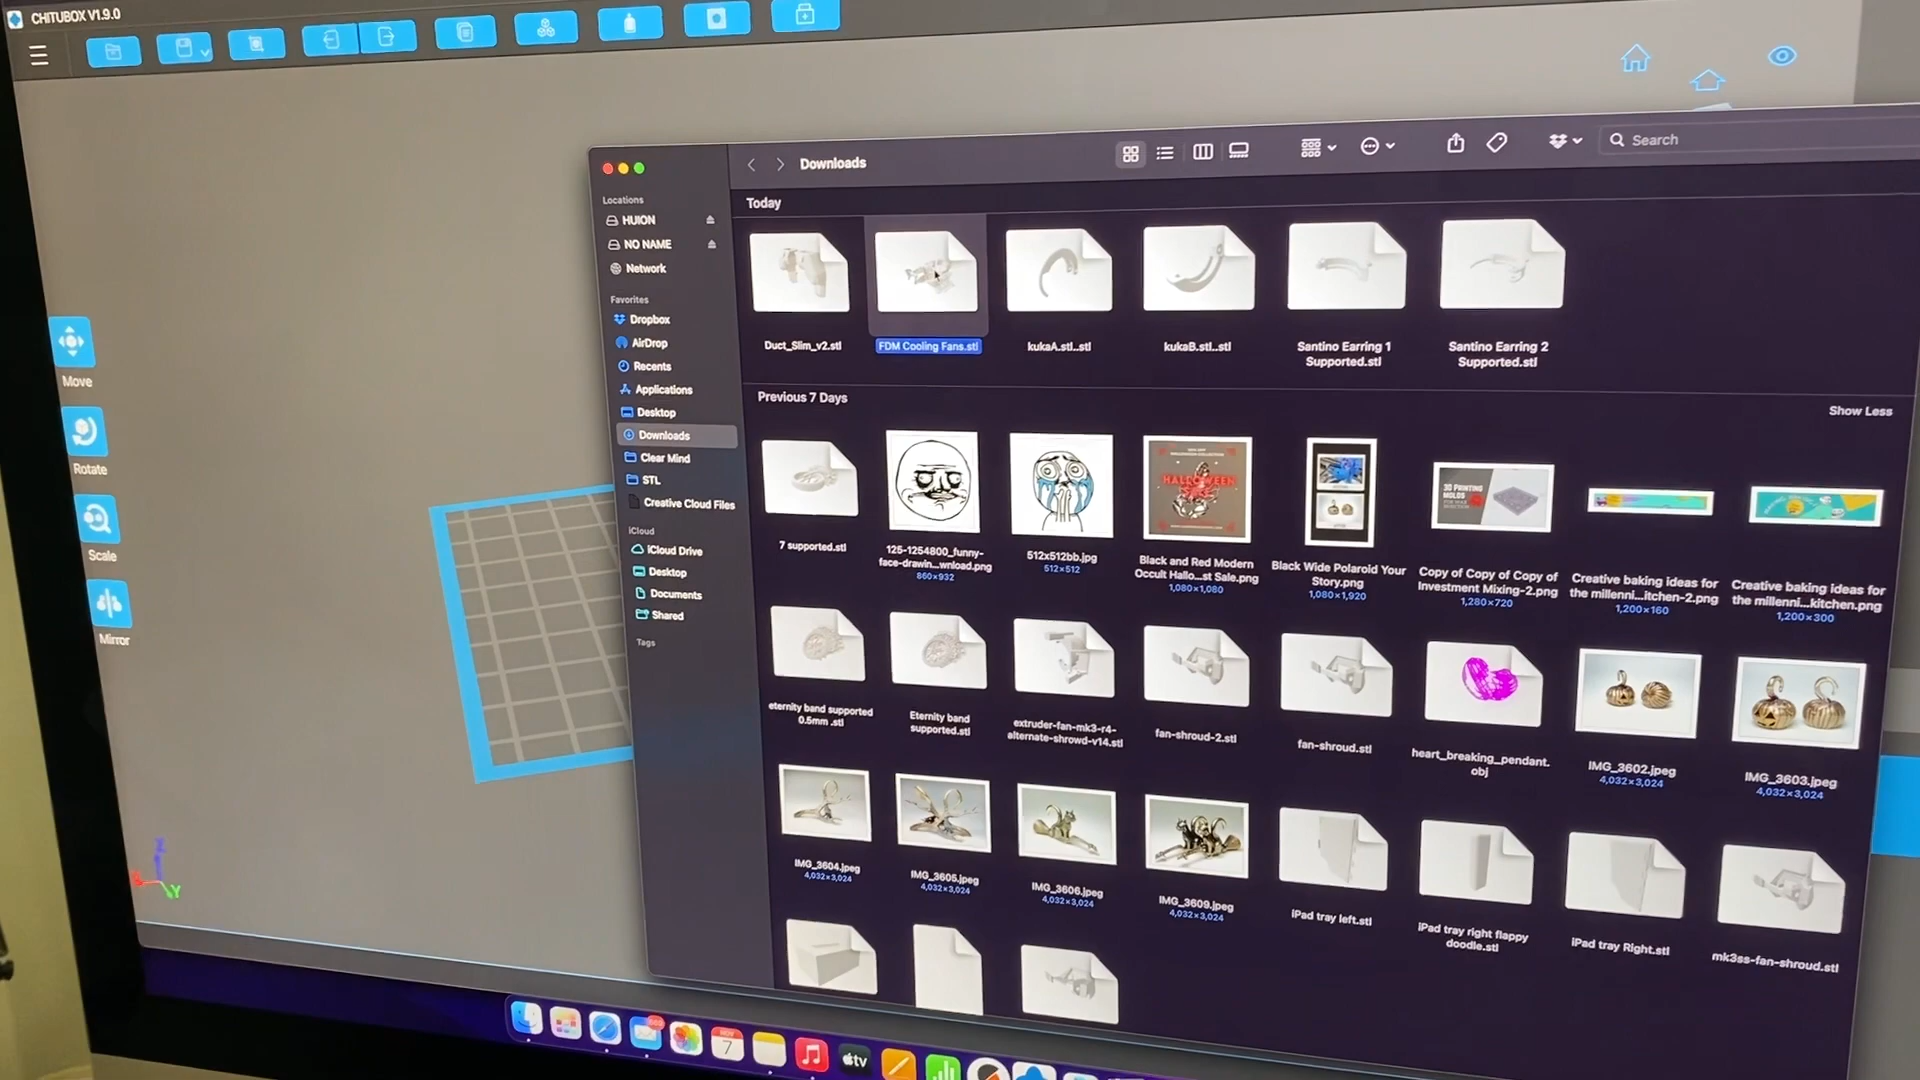 CHITUBOX V1.9.0
Move
Rotate
Scale
Mirror
Downloads
Search
Locations
HUION
NO NAME
Network
Favorites
Dropbox
AirDrop
Recents
Applications
Desktop
Downloads
Clear Mind
STL
Creative Cloud Files
iCloud
iCloud Drive
Desktop
Documents
Shared
Tags
Today
Duct_Slim_v2.stl
FDM Cooling Fans.stl
kukaA.stl..stl
kukaB.stl..stl
Santino Earring 1
Supported.stl
Santino Earring 2
Supported.stl
Previous 7 Days
Show Less
HALLOWEEN
3D PRINTING
MOLDS
7 supported.stl
125-1254800_funny-
face-drawin...wnload.png
860×932
512x512bb.jpg
512×512
Black and Red Modern
Occult Hallo...st Sale.png
1,080×1,080
Black Wide Polaroid Your
Story.png
1,080×1,920
Copy of Copy of Copy of
Investment Mixing-2.png
1,280×720
Creative baking ideas for
the millenni...itchen-2.png
1,200×160
Creative baking ideas for
the millenni...kitchen.png
1,200×300
eternity band supported
0.5mm .stl
Eternity band
supported.stl
extruder-fan-mk3-r4-
alternate-shrowd-v14.stl
fan-shroud-2.stl
fan-shroud.stl
heart_breaking_pendant.
obj
IMG_3602.jpeg
4,032×3,024
IMG_3603.jpeg
4,032×3,024
IMG_3604.jpeg
4,032×3,024
IMG_3605.jpeg
4,032×3,024
IMG_3606.jpeg
4,032×3,024
IMG_3609.jpeg
4,032×3,024
iPad tray left.stl
iPad tray right flappy
doodle.stl
iPad tray Right.stl
mk3ss-fan-shroud.stl
NOV
7
tv
X
Y